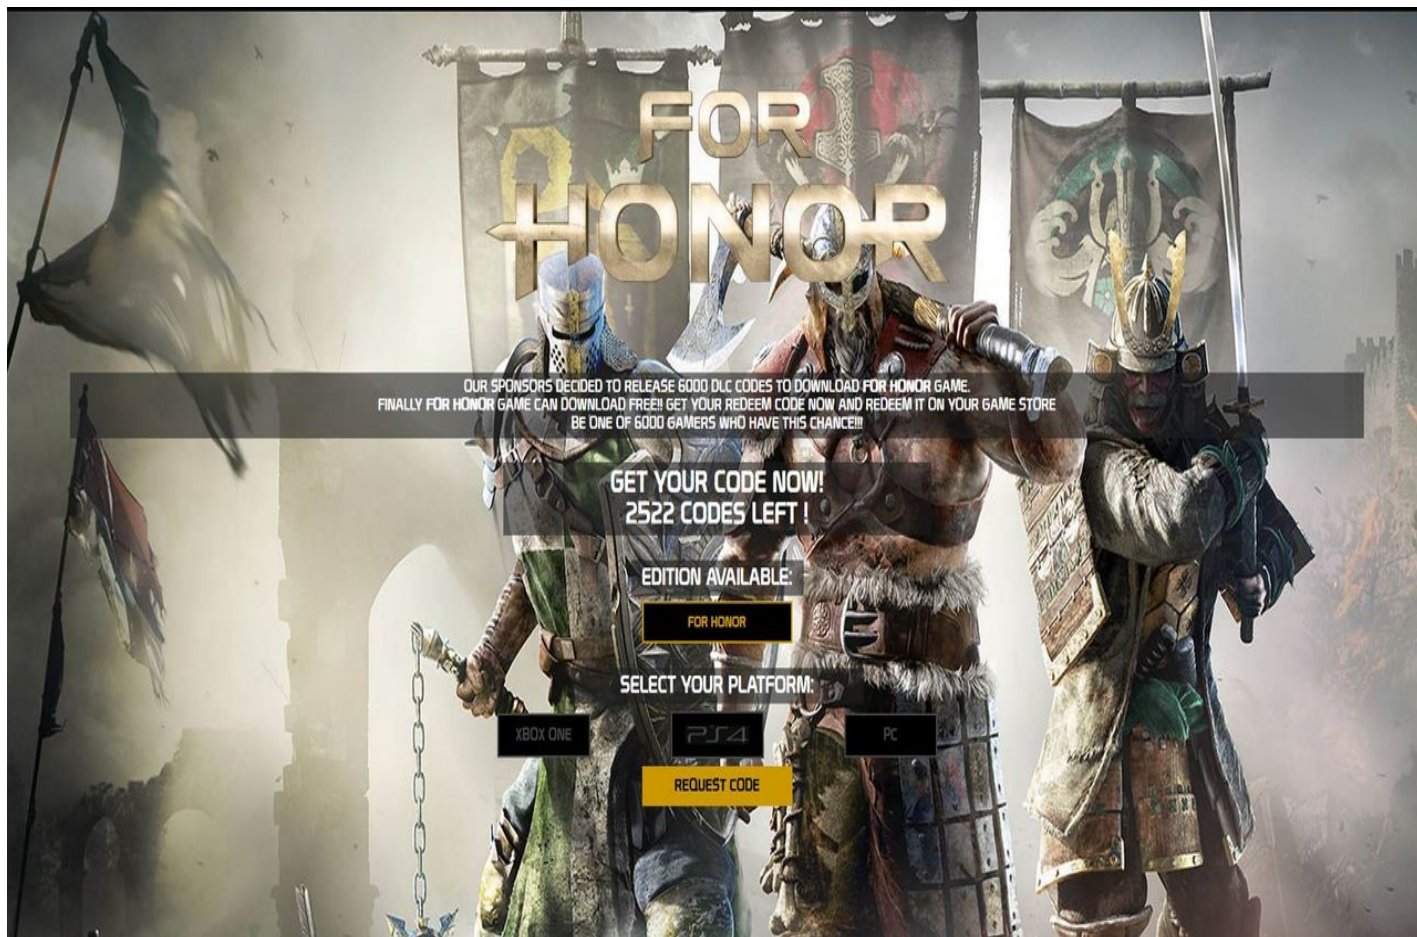 FOR
HONOR
OUR SPONSORS DECIDED TO RELEASE 6000 DLC CODES TO DOWNLOAD FOR HONOR GAME.
FINALLY FOR HONOR GAME CAN DOWNLOAD FREE!! GET YOUR REDEEM CODE NOW AND REDEEM IT ON YOUR GAME STORE
BE ONE OF 6000 GAMERS WHO HAVE THIS CHANCE!!!
GET YOUR CODE NOW!
2522 CODES LEFT !
EDITION AVAILABLE:
FOR HONOR
SELECT YOUR PLATFORM:
XBOX ONE PS4 PC
REQUEST CODE